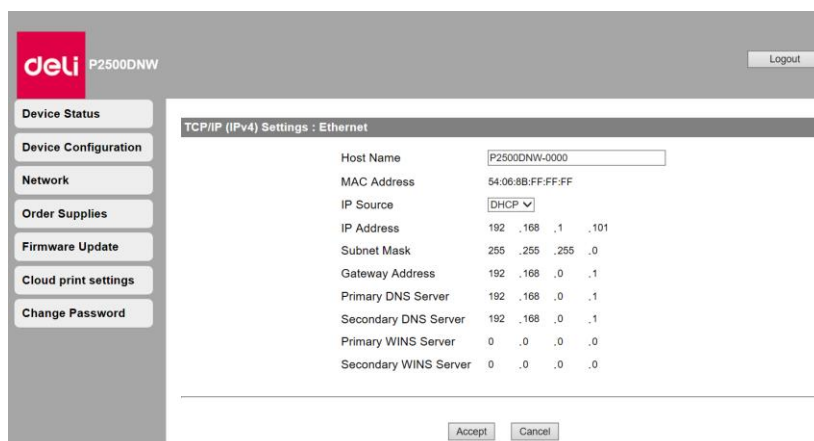 deli P2500DNW
Logout
Device Status
Device Configuration
Network
Order Supplies
Firmware Update
Cloud print settings
Change Password
TCP/IP (IPv4) Settings : Ethernet
Host Name P2500DNW-0000
MAC Address 54:06:8B:FF:FF:FF
IP Source DHCP
IP Address 192 .168 .1 .101
Subnet Mask 255 .255 .255 .0
Gateway Address 192 .168 .0 .1
Primary DNS Server 192 .168 .0 .1
Secondary DNS Server 192 .168 .0 .1
Primary WINS Server 0 .0 .0 .0
Secondary WINS Server 0 .0 .0 .0
Accept Cancel